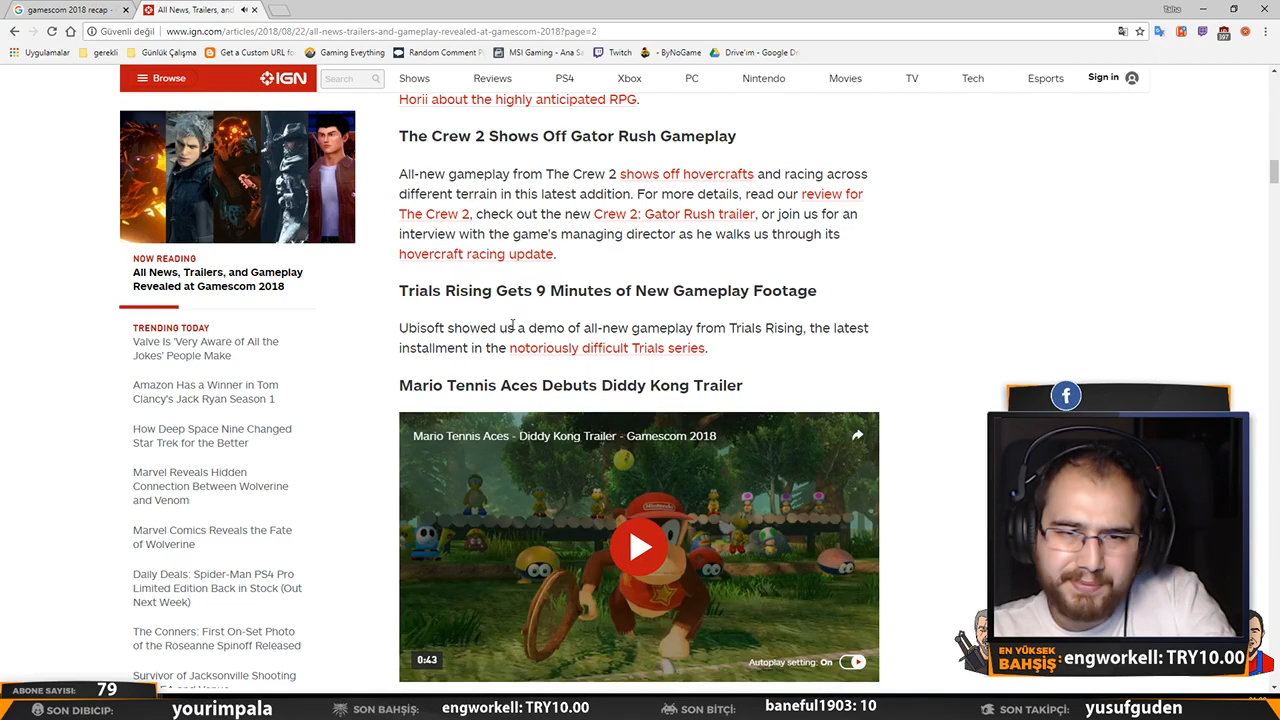 gamescom 2018 recap -
All News, Trailers, and
Taha
Güvenli değil
www.ign.com/articles/2018/08/22/all-news-trailers-and-gameplay-revealed-at-gamescom-2018?page=2
397
Uygulamalar
gerekli
Günlük Çalışma
Get a Custom URL fo
Gaming Eveything
Random Comment P
MSI Gaming - Ana Sa
Twitch
- ByNoGame
Drive'ım - Google Dr
Browse
IGN
Search
Shows
Reviews
PS4
Xbox
PC
Nintendo
Movies
TV
Tech
Esports
Sign in
Horii about the highly anticipated RPG.
The Crew 2 Shows Off Gator Rush Gameplay
All-new gameplay from The Crew 2 shows off hovercrafts and racing across
different terrain in this latest addition. For more details, read our review for
The Crew 2, check out the new Crew 2: Gator Rush trailer, or join us for an
interview with the game's managing director as he walks us through its
hovercraft racing update.
Trials Rising Gets 9 Minutes of New Gameplay Footage
Ubisoft showed us a demo of all-new gameplay from Trials Rising, the latest
installment in the notoriously difficult Trials series.
Mario Tennis Aces Debuts Diddy Kong Trailer
Mario Tennis Aces - Diddy Kong Trailer - Gamescom 2018
Nintendo
0:43
Autoplay setting: On
NOW READING
All News, Trailers, and Gameplay
Revealed at Gamescom 2018
TRENDING TODAY
Valve Is 'Very Aware of All the
Jokes' People Make
Amazon Has a Winner in Tom
Clancy's Jack Ryan Season 1
How Deep Space Nine Changed
Star Trek for the Better
Marvel Reveals Hidden
Connection Between Wolverine
and Venom
Marvel Comics Reveals the Fate
of Wolverine
Daily Deals: Spider-Man PS4 Pro
Limited Edition Back in Stock (Out
Next Week)
The Conners: First On-Set Photo
of the Roseanne Spinoff Released
Survivor of Jacksonville Shooting
EN YÜKSEK
BAHŞİŞ:
engworkell: TRY10.00
ABONE SAYISI:
79
SON DIBICIP:
yourimpala
SON BAHŞİŞ:
engworkell: TRY10.00
SON BİTÇİ:
baneful1903: 10
SON TAKİPÇİ:
yusufguden